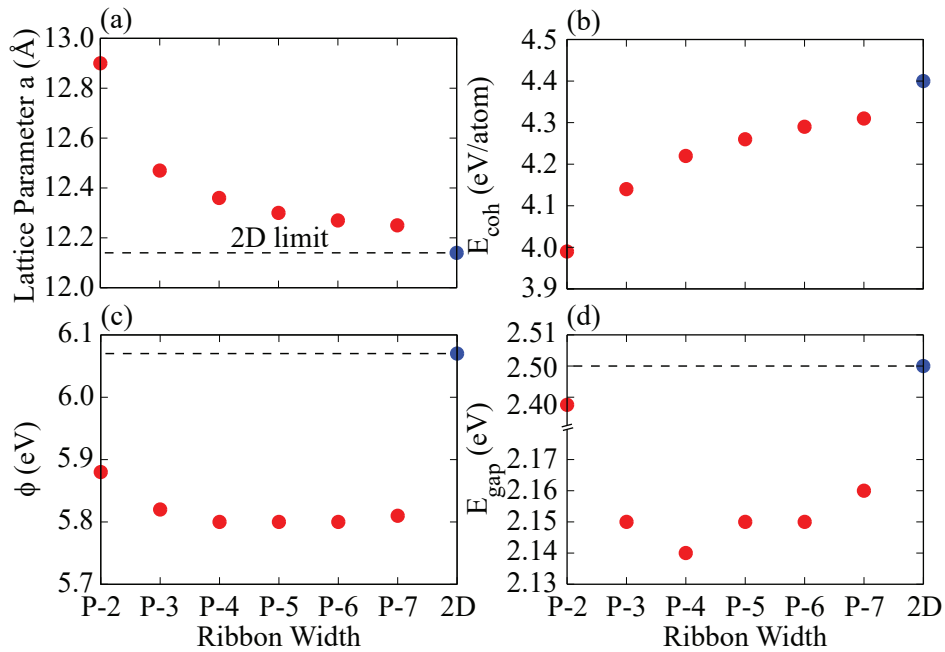 (a)
Lattice Parameter a (Å)
13.0
12.8
12.6
12.4
12.2
12.0
2D limit
(b)
E_coh (eV/atom)
4.5
4.4
4.3
4.2
4.1
4.0
3.9
(c)
ϕ (eV)
6.1
6.0
5.9
5.8
5.7
P-2 P-3 P-4 P-5 P-6 P-7 2D
Ribbon Width
(d)
E_gap (eV)
2.51
2.50
2.40
2.17
2.16
2.15
2.14
2.13
P-2 P-3 P-4 P-5 P-6 P-7 2D
Ribbon Width